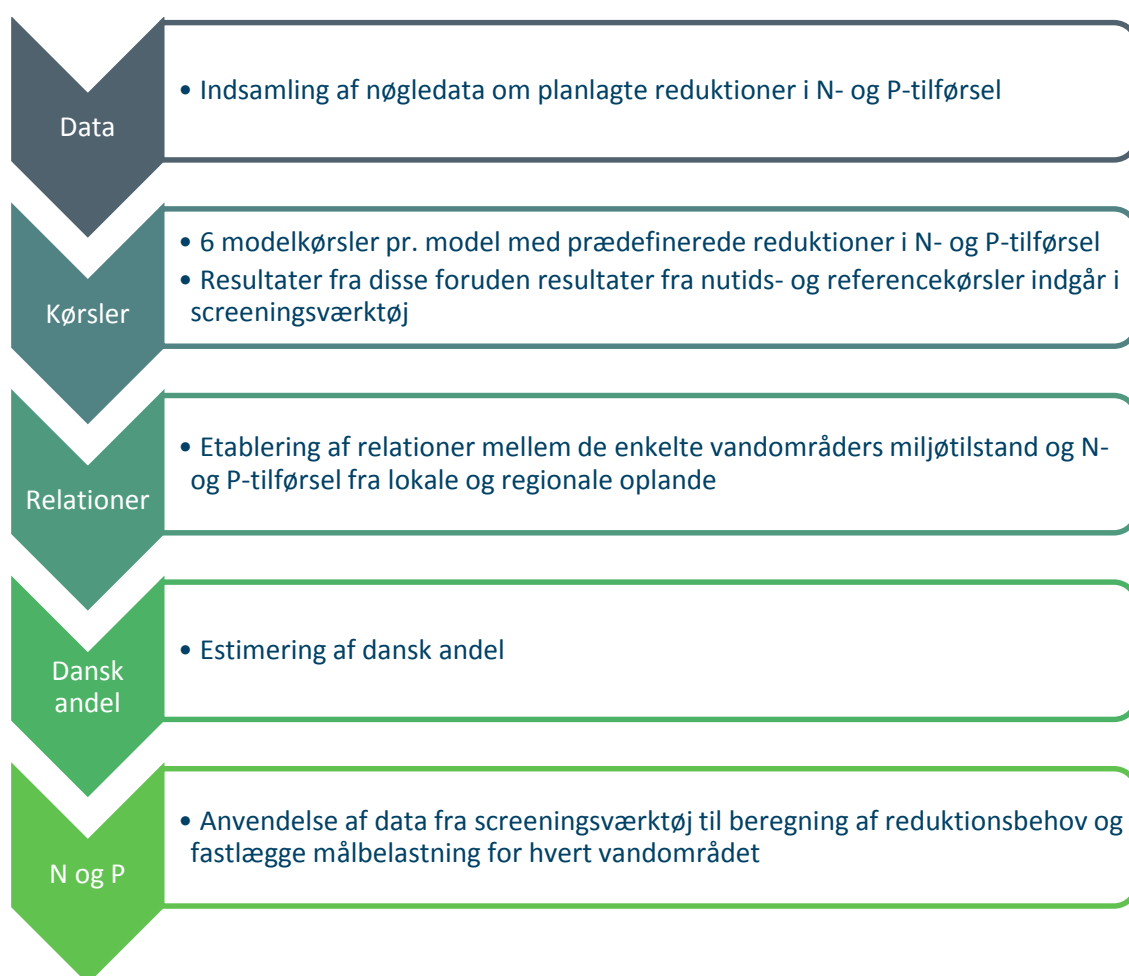 Data
• Indsamling af nøgledata om planlagte reduktioner i N- og P-tilførsel
Kørsler
• 6 modelkørsler pr. model med prædefinerede reduktioner i N- og P-tilførsel
• Resultater fra disse foruden resultater fra nutids- og referencekørsler indgår i
screeningsværktøj
Relationer
• Etablering af relationer mellem de enkelte vandområders miljøtilstand og N-
og P-tilførsel fra lokale og regionale oplande
Dansk
andel
• Estimering af dansk andel
N og P
• Anvendelse af data fra screeningsværktøj til beregning af reduktionsbehov og
fastlægge målbelastning for hvert vandområdet